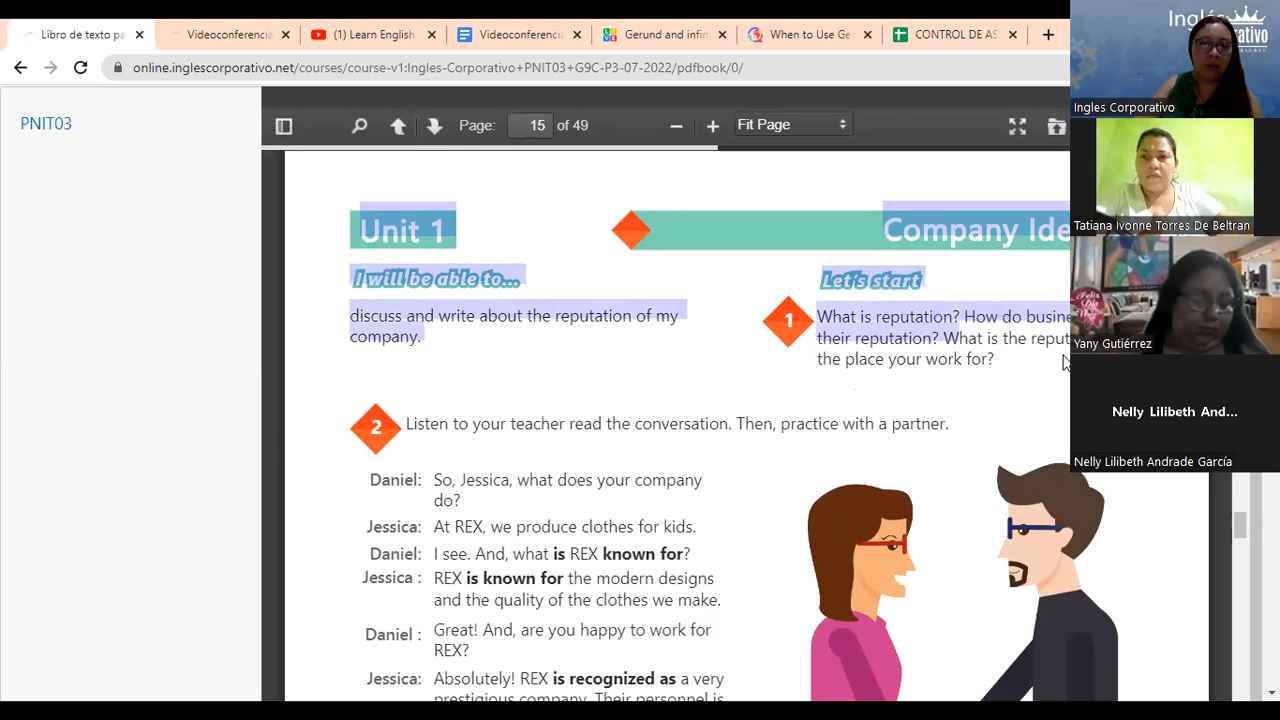 Libro de texto pa
Videoconferencia
(1) Learn English
Videoconferencia
Gerund and infin
When to Use Ge
CONTROL DE AS
online.inglescorporativo.net/courses/course-v1:Ingles-Corporativo+PNIT03+G9C-P3-07-2022/pdfbook/0/
PNIT03
Page: 15 of 49
Fit Page
Unit 1
Company Ide
I will be able to...
discuss and write about the reputation of my
company.
Let's start
1
What is reputation? How do busine
their reputation? What is the reput
the place your work for?
2
Listen to your teacher read the conversation. Then, practice with a partner.
Daniel: So, Jessica, what does your company
do?
Jessica: At REX, we produce clothes for kids.
Daniel: I see. And, what is REX known for?
Jessica : REX is known for the modern designs
and the quality of the clothes we make.
Daniel : Great! And, are you happy to work for
REX?
Jessica: Absolutely! REX is recognized as a very
prestigious company. Their personnel is
Inglés
Ingles Corporativo
Tatiana Ivonne Torres De Beltran
Yany Gutiérrez
Nelly Lilibeth And...
Nelly Lilibeth Andrade García